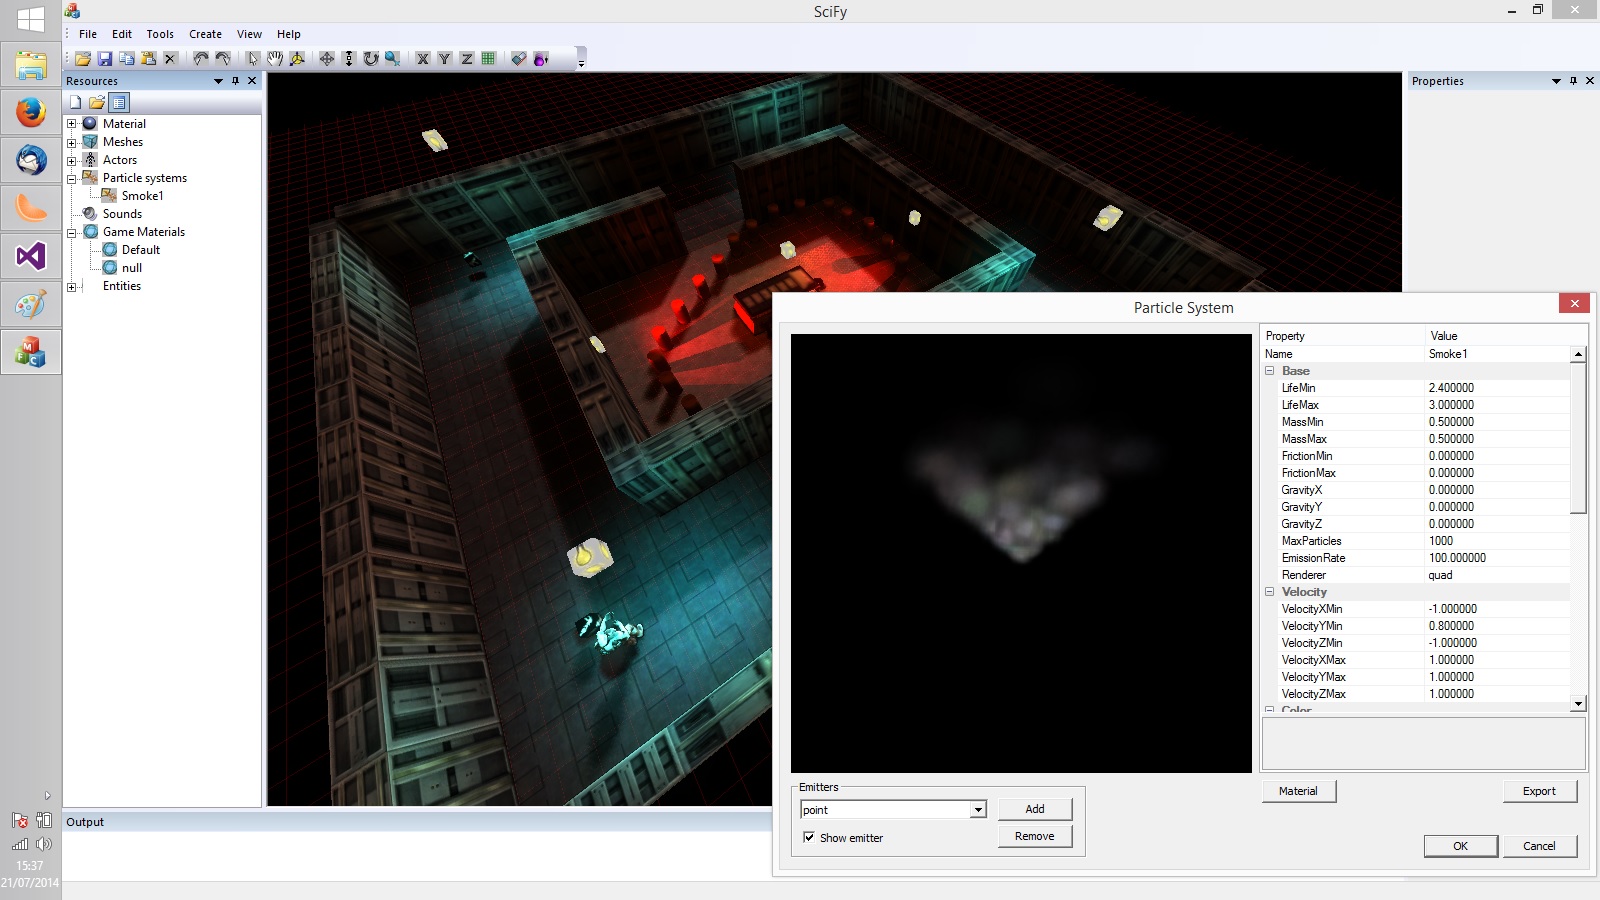 SciFy
File Edit Tools Create View Help
Resources
Material
Meshes
Actors
Particle systems
Smoke1
Sounds
Game Materials
Default
null
Entities
X Y Z
Properties
Particle System
Property Value
Name Smoke1
Base
LifeMin 2.400000
LifeMax 3.000000
MassMin 0.500000
MassMax 0.500000
FrictionMin 0.000000
FrictionMax 0.000000
GravityX 0.000000
GravityY 0.000000
GravityZ 0.000000
MaxParticles 1000
EmissionRate 100.000000
Renderer quad
Velocity
VelocityXMin -1.000000
VelocityYMin 0.800000
VelocityZMin -1.000000
VelocityXMax 1.000000
VelocityYMax 1.000000
VelocityZMax 1.000000
Color
Emitters
point
Add
Show emitter
Remove
Material
Export
OK
Cancel
Output
M
F
C
15:37
21/07/2014